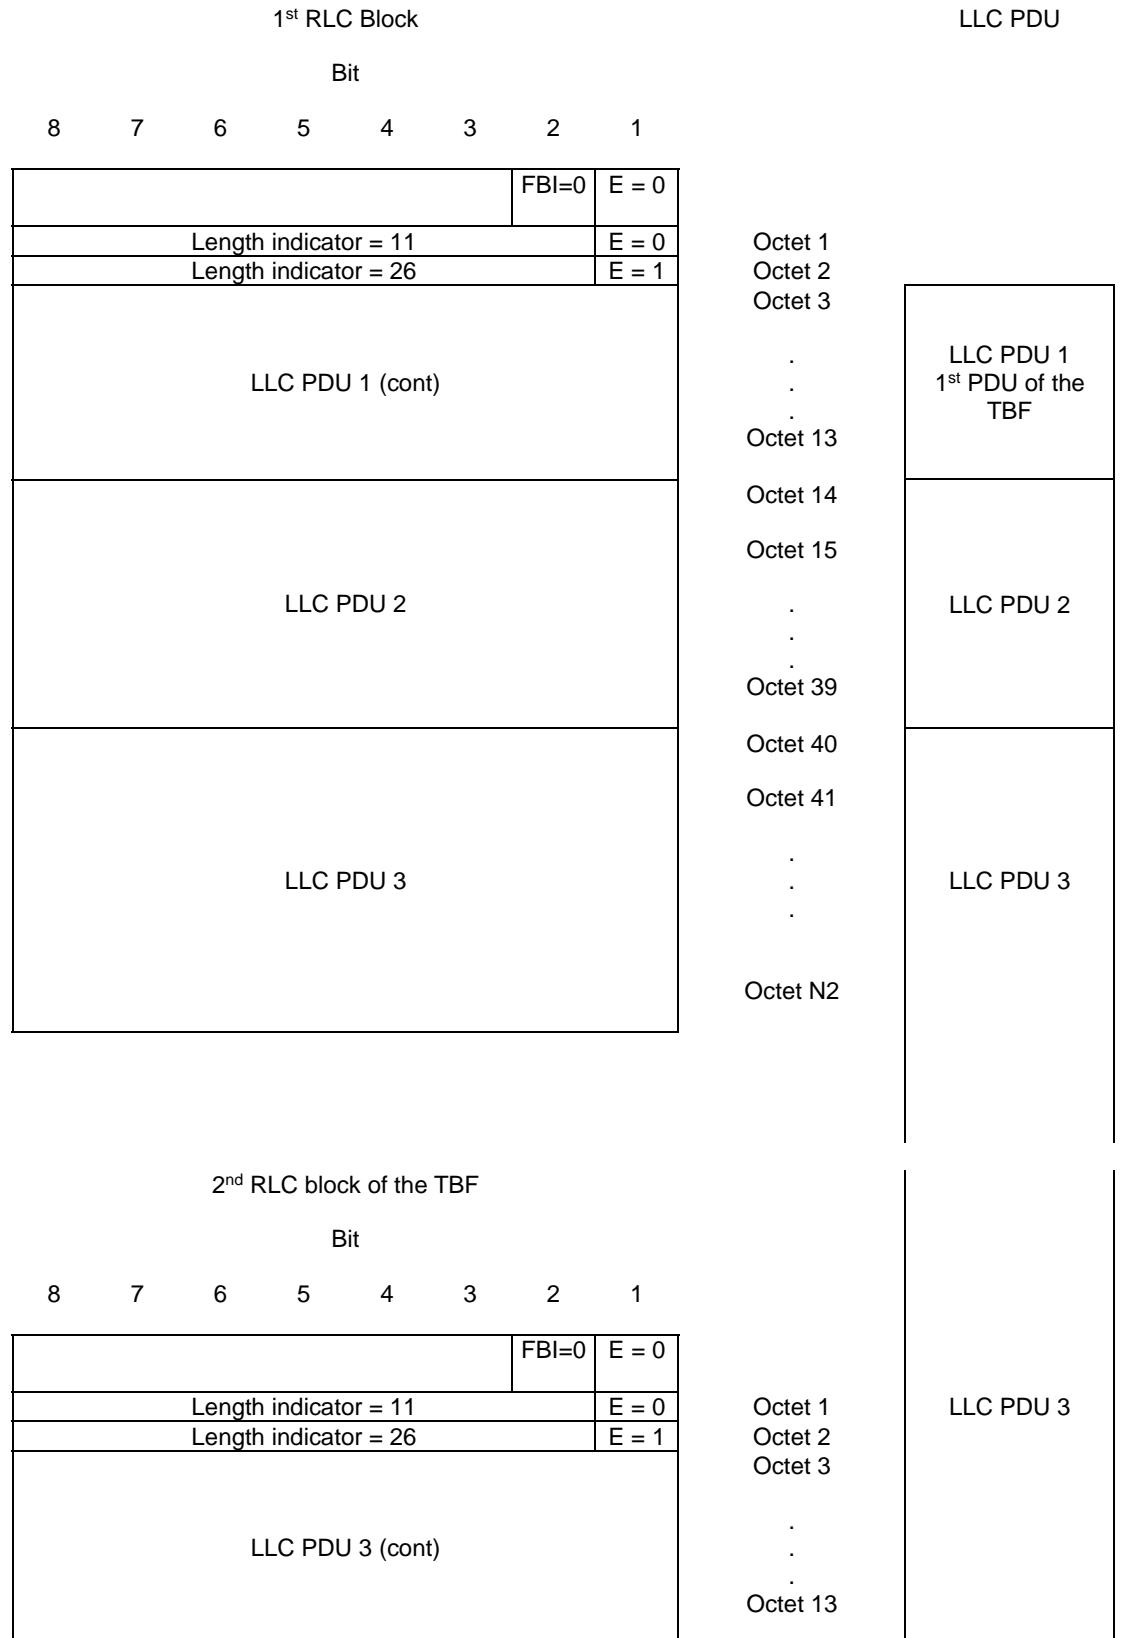 1st RLC Block LLC PDU
Bit
8 7 6 5 4 3 2 1
FBI=0 E = 0
Length indicator = 11 E = 0 Octet 1
Length indicator = 26 E = 1 Octet 2
Octet 3
.
LLC PDU 1
LLC PDU 1 (cont)
.
1st PDU of the
.
TBF
Octet 13
Octet 14
Octet 15
LLC PDU 2 . LLC PDU 2
.
.
Octet 39
Octet 40
Octet 41
.
LLC PDU 3 . LLC PDU 3
.
Octet N2
2nd RLC block of the TBF
Bit
8 7 6 5 4 3 2 1
FBI=0 E = 0
Length indicator = 11 E = 0 Octet 1 LLC PDU 3
Length indicator = 26 E = 1 Octet 2
Octet 3
.
LLC PDU 3 (cont) .
.
Octet 13